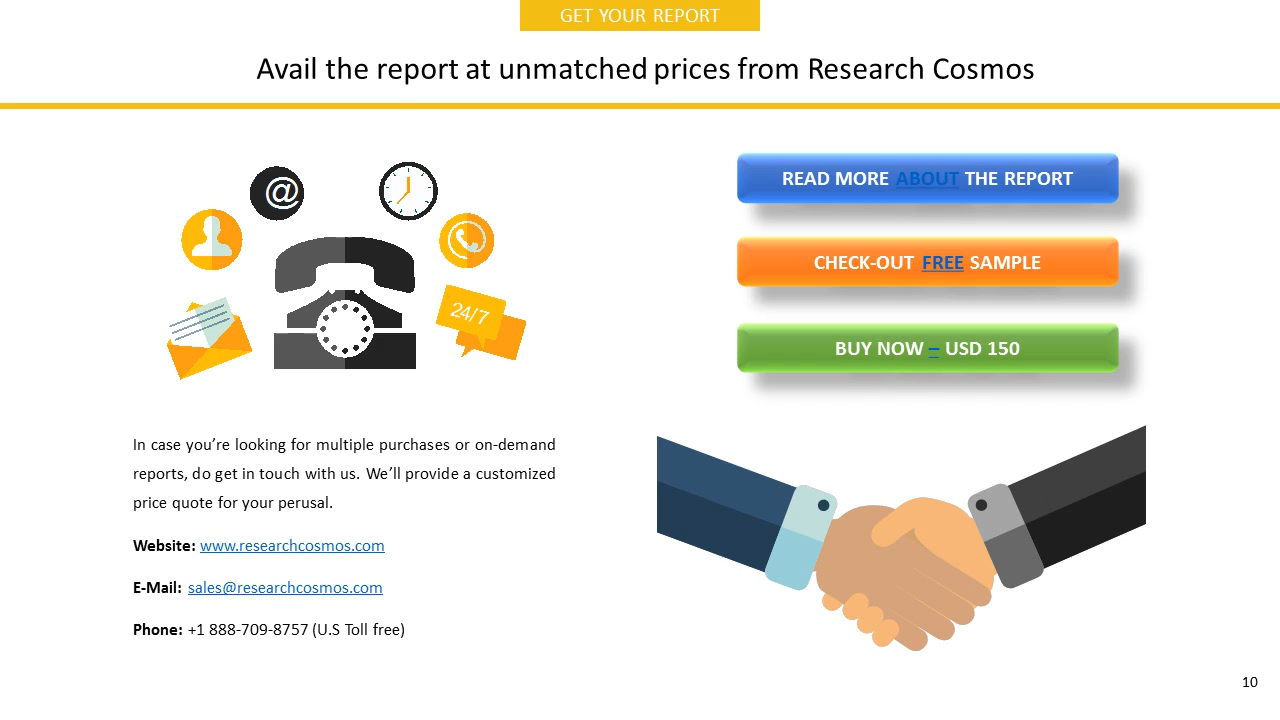 GET YOUR REPORT
Avail the report at unmatched prices from Research Cosmos
@
24/7
READ MORE ABOUT THE REPORT
CHECK-OUT FREE SAMPLE
BUY NOW – USD 150
In case you’re looking for multiple purchases or on-demand
reports, do get in touch with us. We’ll provide a customized
price quote for your perusal.
Website: www.researchcosmos.com
E-Mail: sales@researchcosmos.com
Phone: +1 888-709-8757 (U.S Toll free)
10